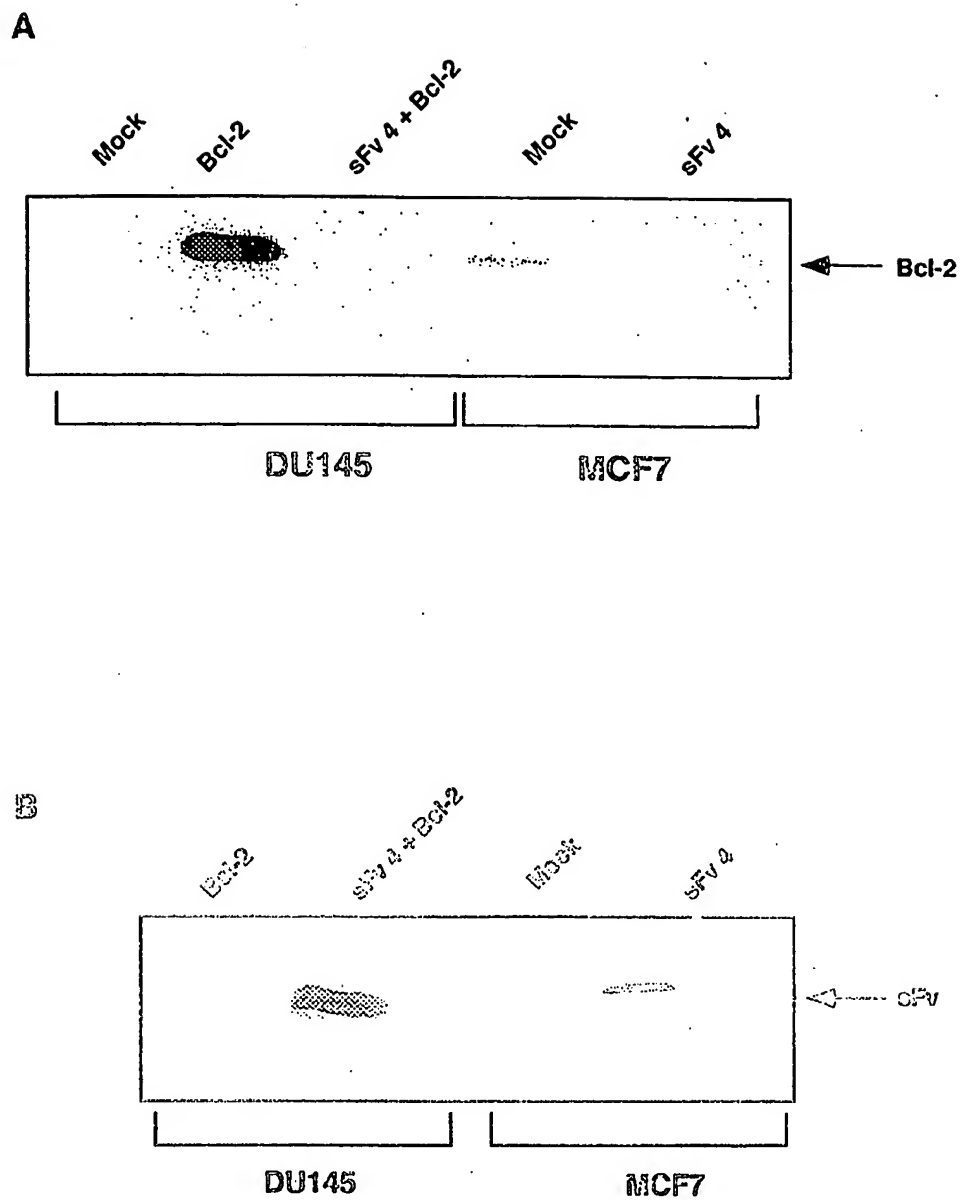 A
Mock Bcl-2 sFv 4 + Bcl-2 Mock sFv 4
Bcl-2
DU145 MCF7
B
Bcl-2 sFv 4 + Bcl-2 Mock sFv 4
sFv
DU145 MCF7